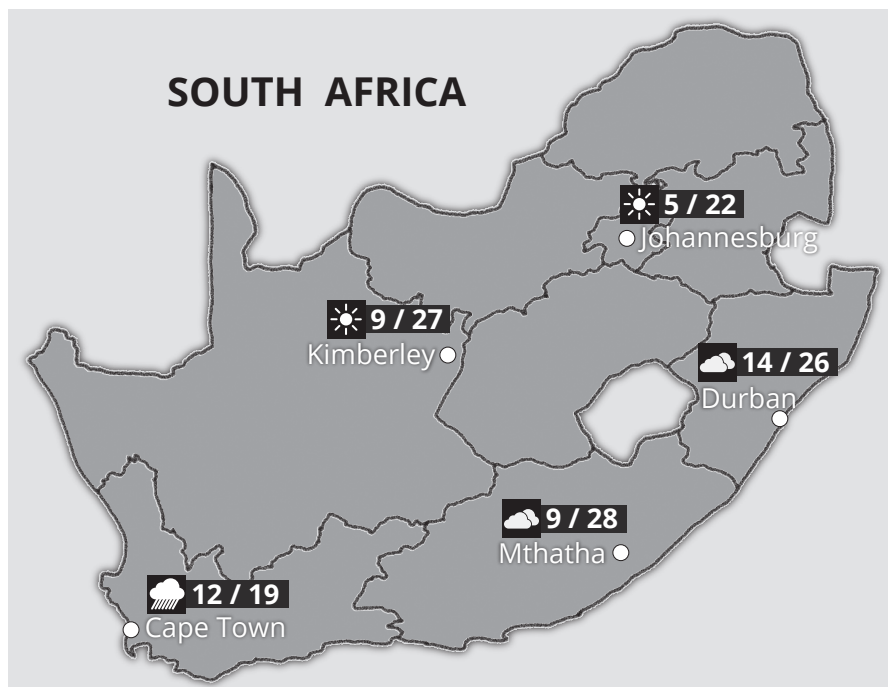 SOUTH AFRICA
5 / 22
Johannesburg
9 / 27
Kimberley
14 / 26
Durban
9 / 28
Mthatha
12 / 19
Cape Town